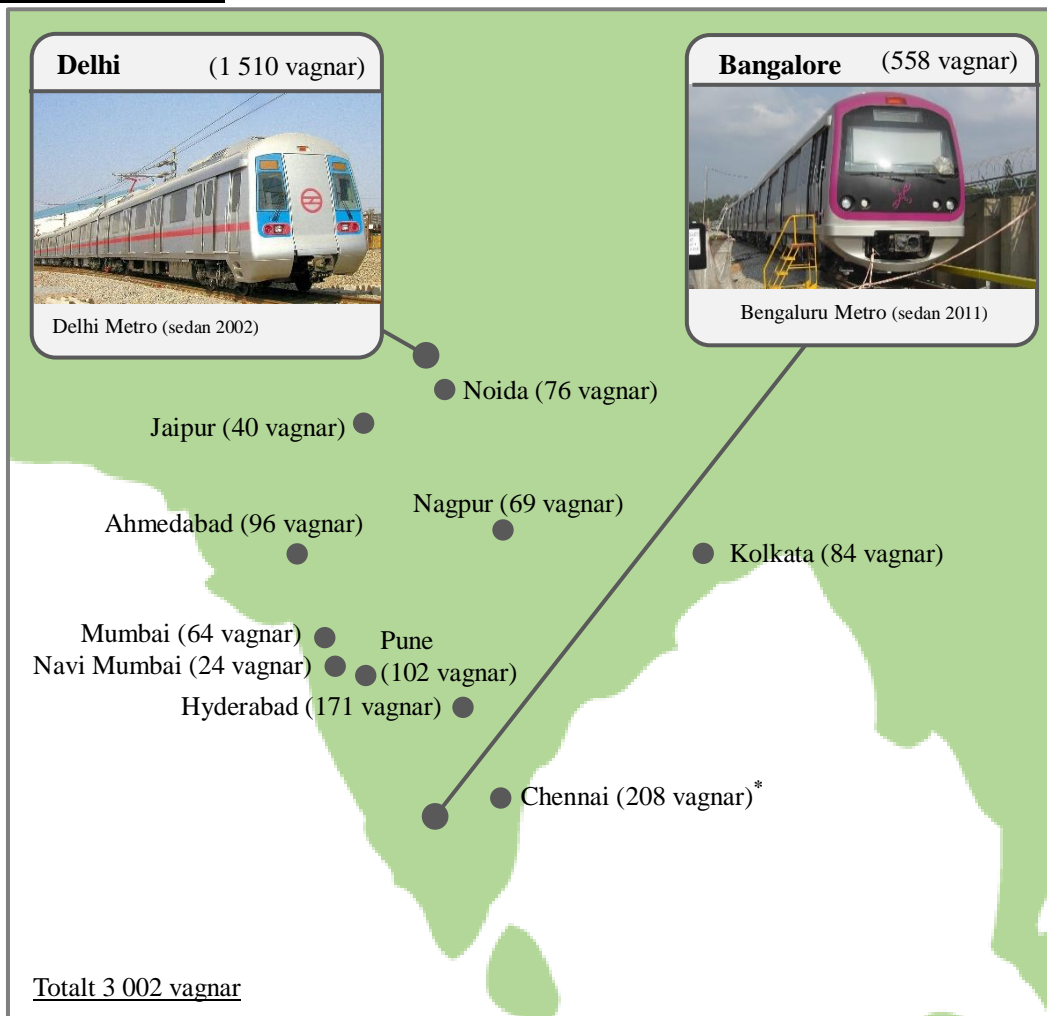 Delhi (1 510 vagnar)
Delhi Metro (sedan 2002)
Bangalore (558 vagnar)
Bengaluru Metro (sedan 2011)
Noida (76 vagnar)
Jaipur (40 vagnar)
Nagpur (69 vagnar)
Ahmedabad (96 vagnar)
Kolkata (84 vagnar)
Mumbai (64 vagnar)
Pune
(102 vagnar)
Navi Mumbai (24 vagnar)
Hyderabad (171 vagnar)
Chennai (208 vagnar)*
Totalt 3 002 vagnar